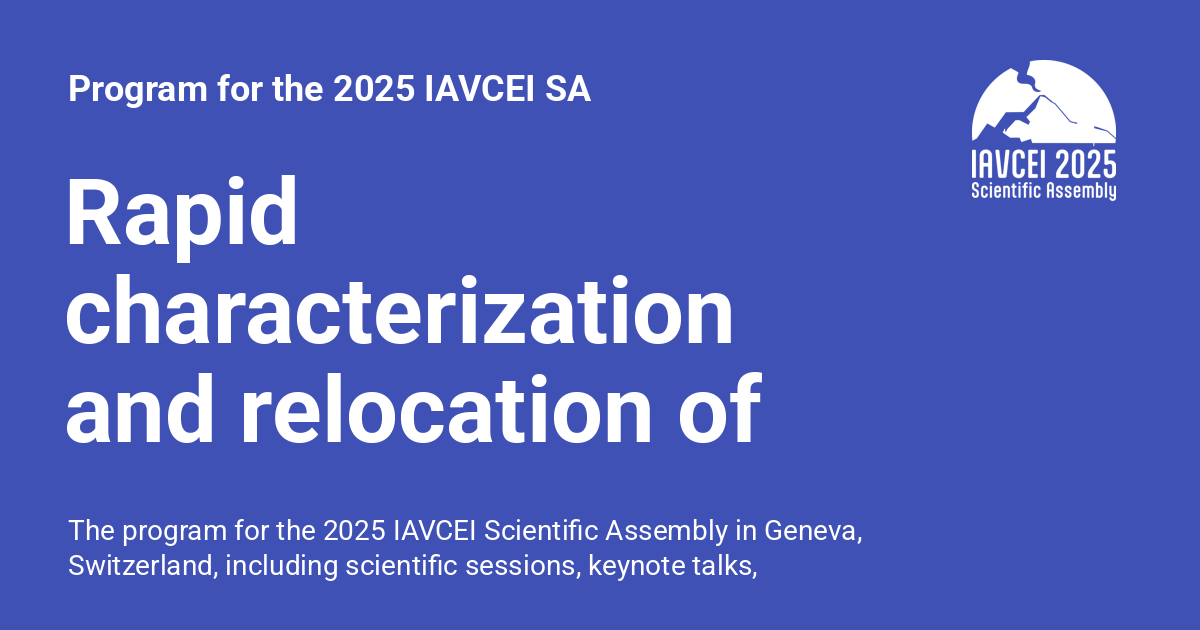 Program for the 2025 IAVCEI SA
IAVCEI 2025
Scientific Assembly
Rapid
characterization
and relocation of
The program for the 2025 IAVCEI Scientific Assembly in Geneva,
Switzerland, including scientific sessions, keynote talks,